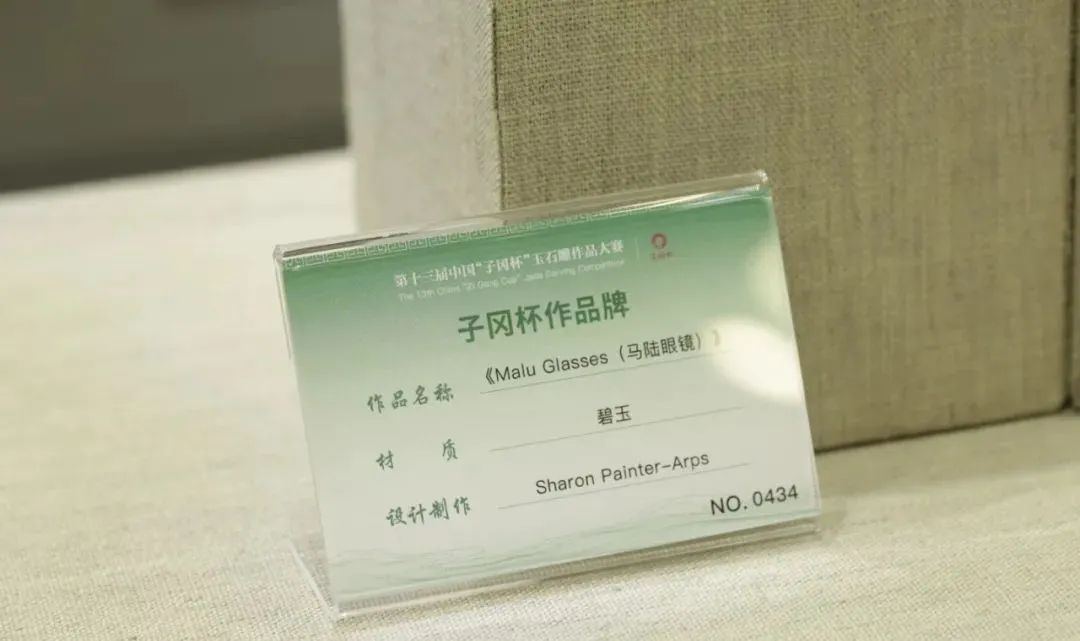 第十三届中国“子冈杯”玉石雕作品大赛
The 13th China "Zi Gang Cup" Jade Carving Competition
子冈杯作品牌
作品名称 《Malu Glasses（马陆眼镜）》
材 质 碧玉
设计制作 Sharon Painter-Arps
NO. 0434